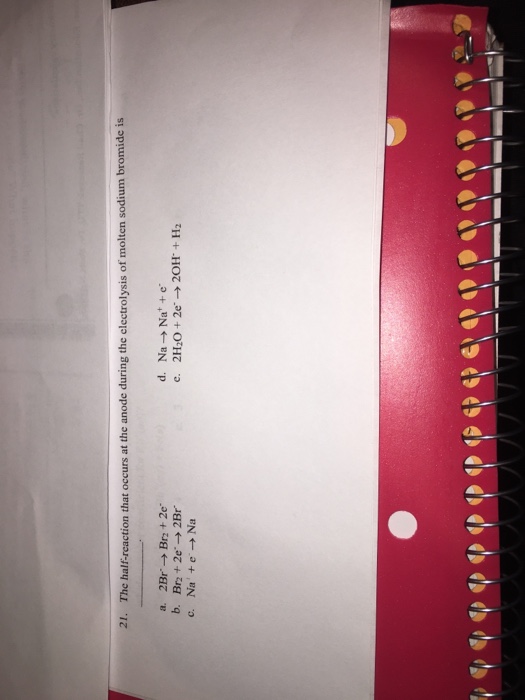 21. The half-reaction that occurs at the anode during the electrolysis of molten sodium bromide is
________.
a. 2Br⁻ → Br₂ + 2e⁻
b. Br₂ + 2e⁻ → 2Br⁻
c. Na⁺ + e⁻ → Na
d. Na → Na⁺ + e⁻
e. 2H₂O + 2e⁻ → 2OH⁻ + H₂